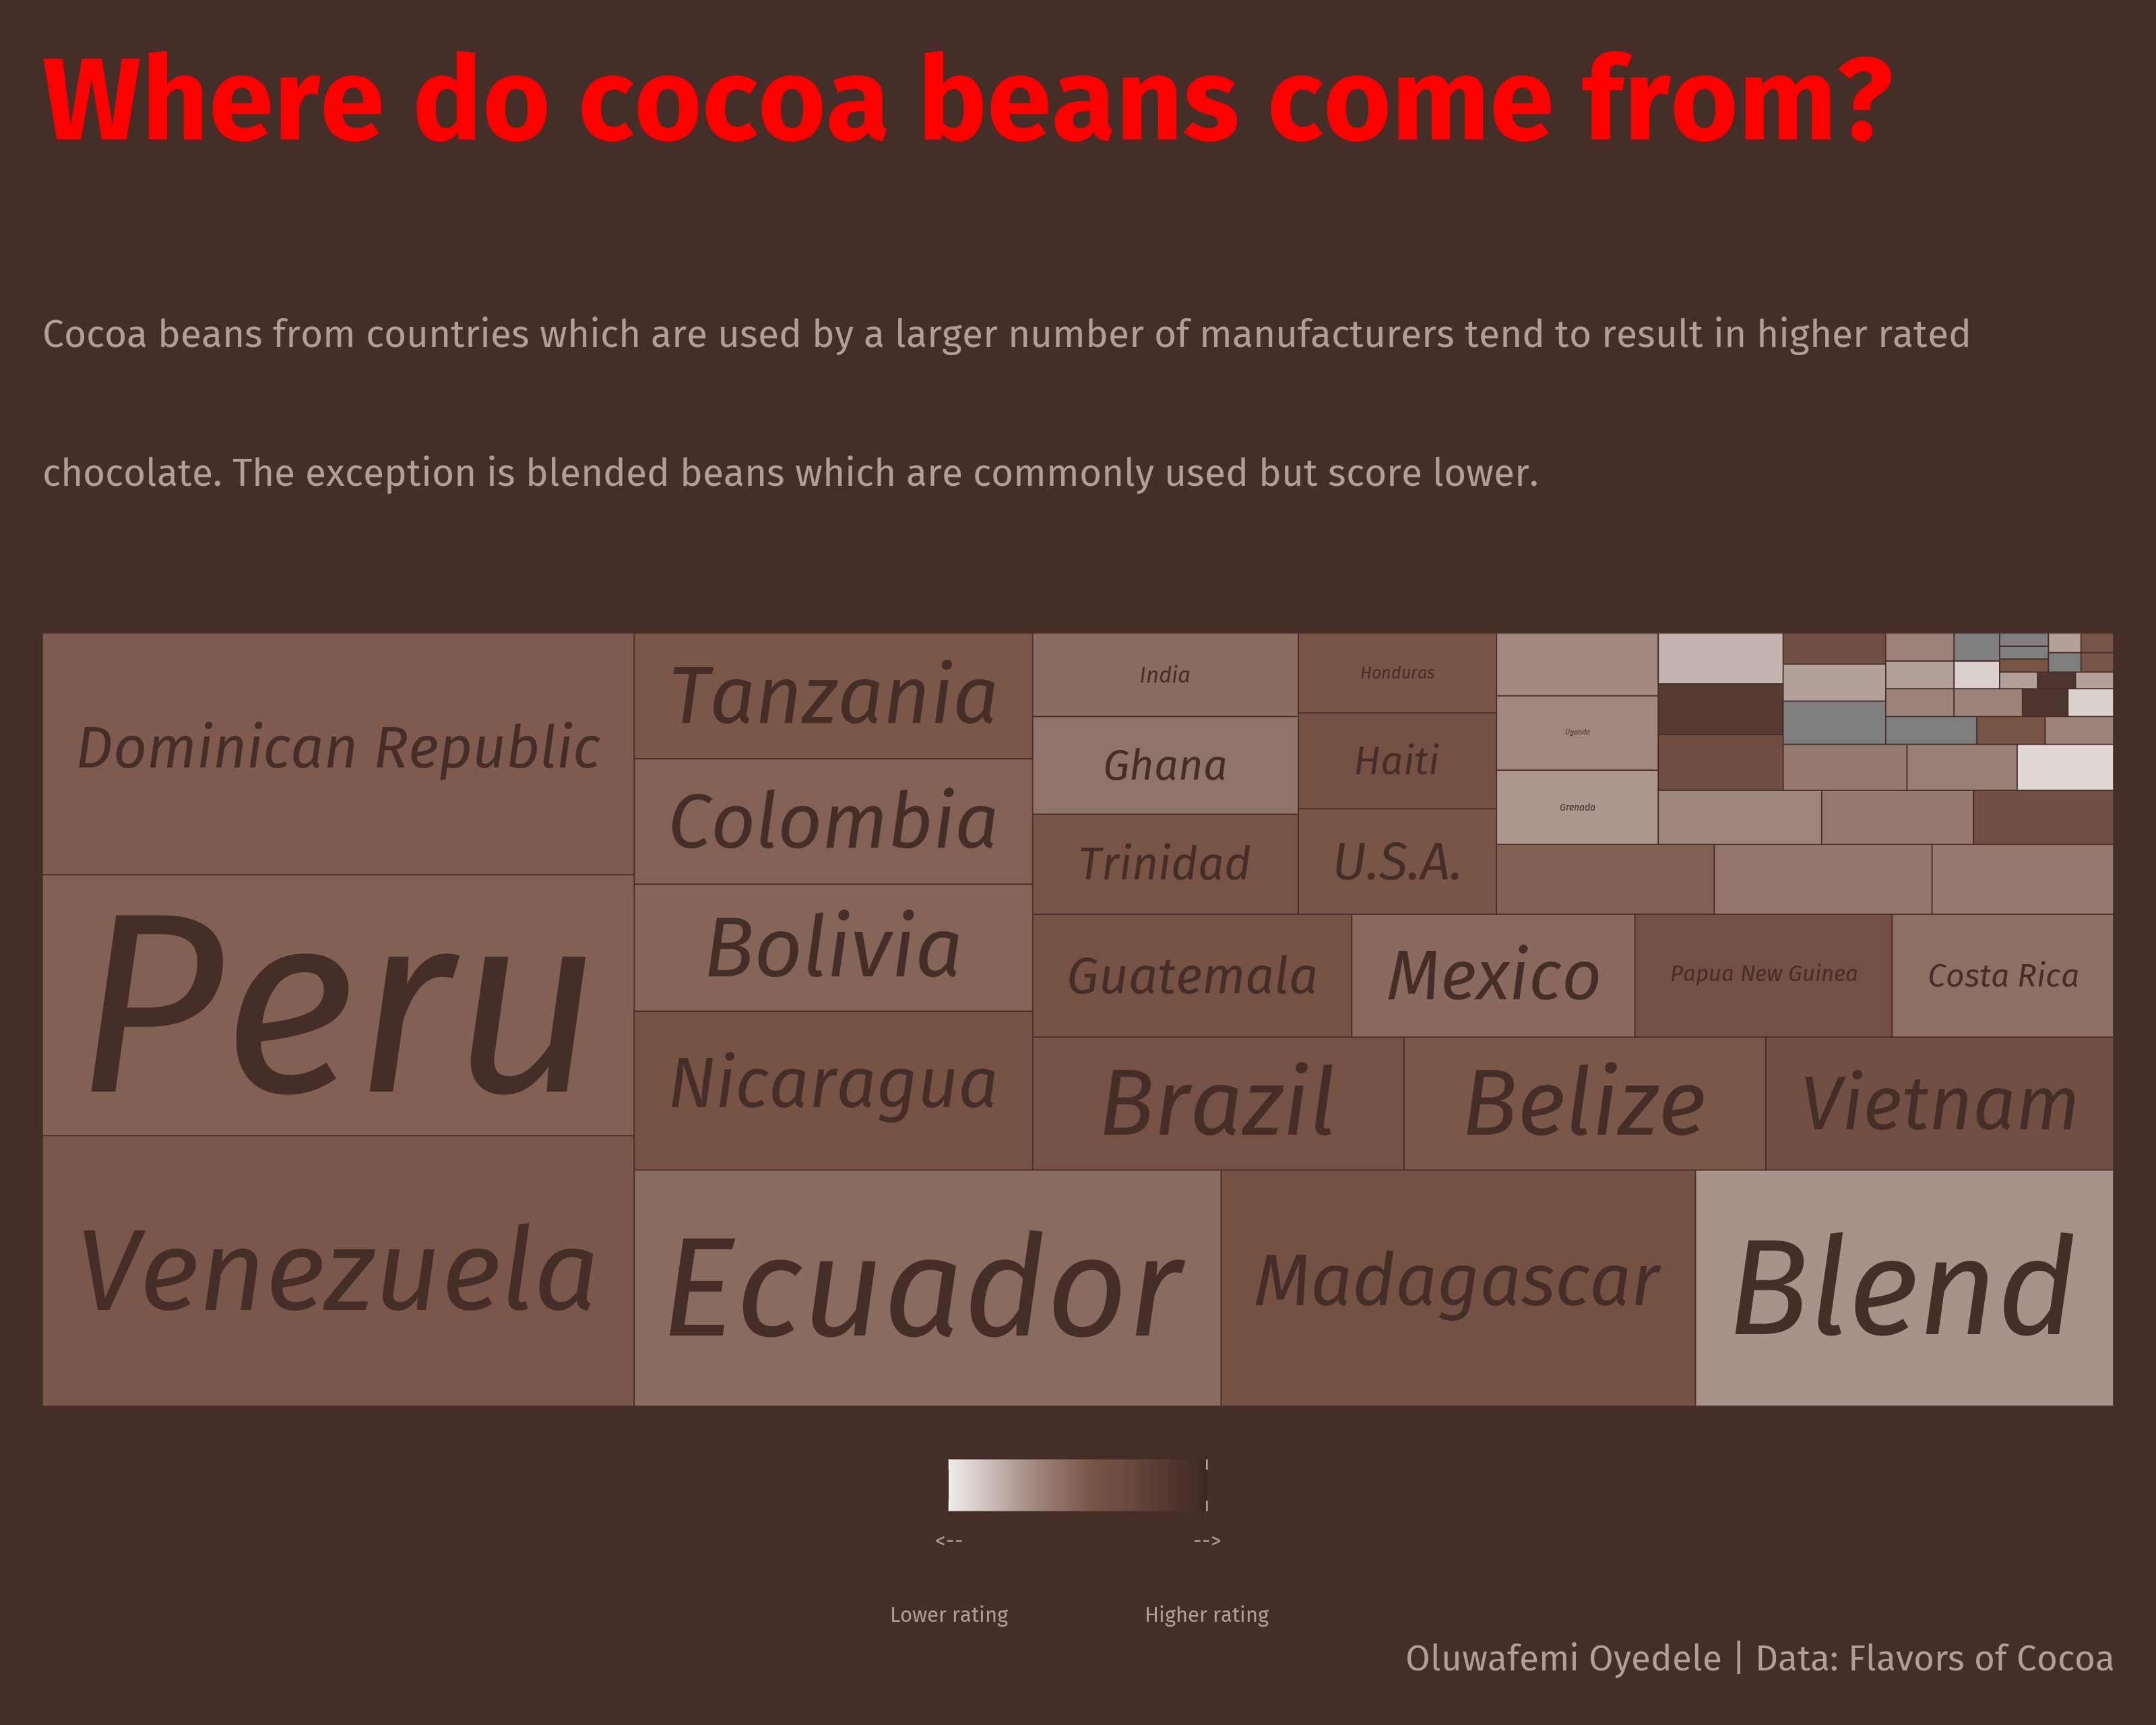 Where do cocoa beans come from?
Cocoa beans from countries which are used by a larger number of manufacturers tend to result in higher rated
chocolate. The exception is blended beans which are commonly used but score lower.
Dominican Republic
Peru
Venezuela
Tanzania
Colombia
Bolivia
Nicaragua
Ecuador
Madagascar
Blend
India
Ghana
Trinidad
Honduras
Haiti
U.S.A.
Uganda
Grenada
Guatemala
Mexico
Papua New Guinea
Costa Rica
Brazil
Belize
Vietnam
<-- -->
Lower rating Higher rating
Oluwafemi Oyedele | Data: Flavors of Cocoa